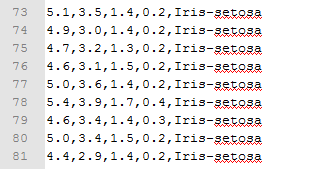 73 5.1,3.5,1.4,0.2,Iris-setosa
74 4.9,3.0,1.4,0.2,Iris-setosa
75 4.7,3.2,1.3,0.2,Iris-setosa
76 4.6,3.1,1.5,0.2,Iris-setosa
77 5.0,3.6,1.4,0.2,Iris-setosa
78 5.4,3.9,1.7,0.4,Iris-setosa
79 4.6,3.4,1.4,0.3,Iris-setosa
80 5.0,3.4,1.5,0.2,Iris-setosa
81 4.4,2.9,1.4,0.2,Iris-setosa